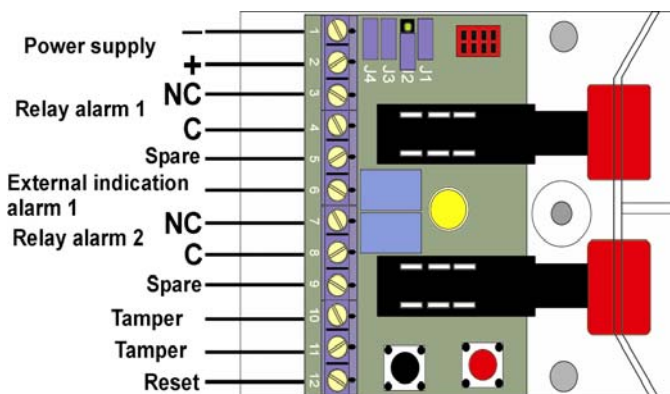 Power supply
–
+
Relay alarm 1
NC
C
Spare
External indication
alarm 1
Relay alarm 2
NC
C
Spare
Tamper
Tamper
Reset
1
2
3
4
5
6
7
8
9
10
11
12
J4
J3
J2
J1